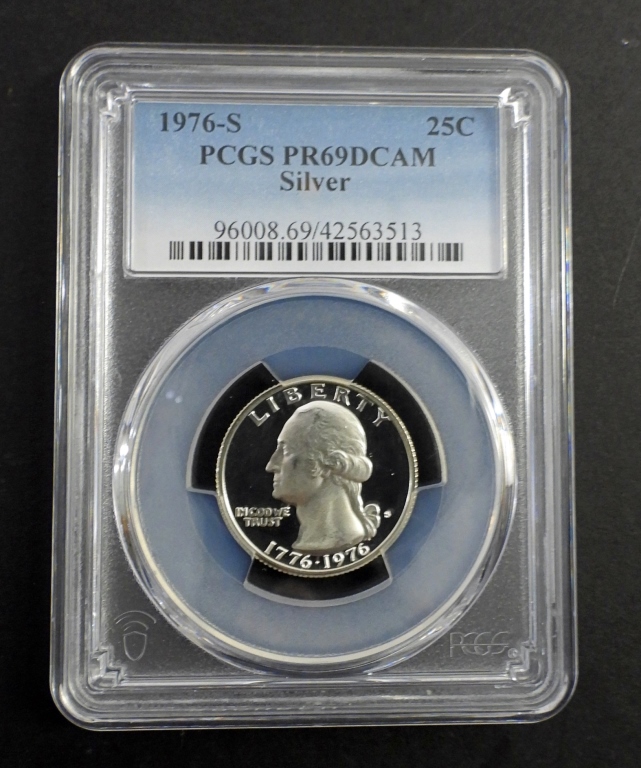 1976-S 25C
PCGS PR69DCAM
Silver
96008.69/42563513
LIBERTY
IN GOD WE
TRUST
S
1776·1976
PCGS